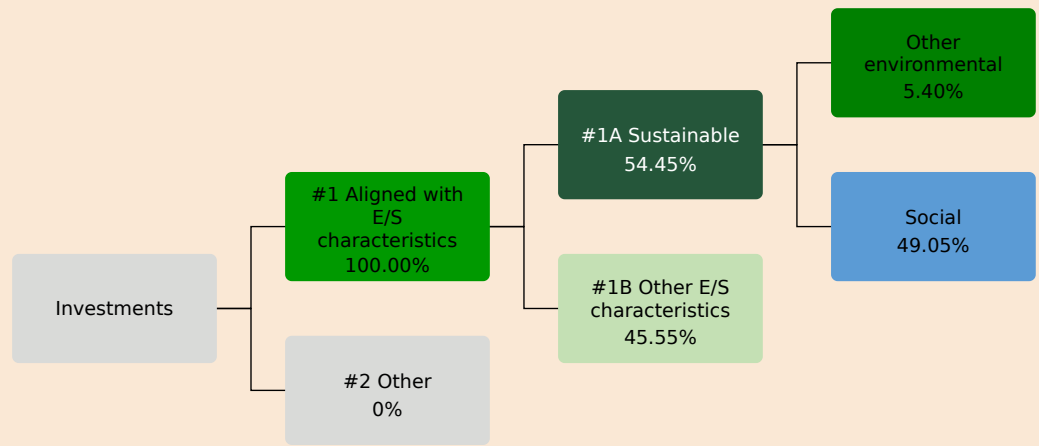 Investments
#1 Aligned with
E/S
characteristics
100.00%
#2 Other
0%
#1A Sustainable
54.45%
#1B Other E/S
characteristics
45.55%
Other
environmental
5.40%
Social
49.05%